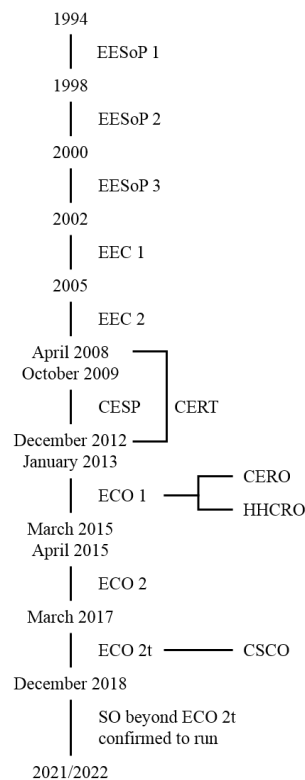 1994
EESoP 1
1998
EESoP 2
2000
EESoP 3
2002
EEC 1
2005
EEC 2
April 2008
October 2009
CESP
CERT
December 2012
January 2013
CERO
ECO 1
HHCRO
March 2015
April 2015
ECO 2
March 2017
ECO 2t
CSCO
December 2018
SO beyond ECO 2t
confirmed to run
2021/2022